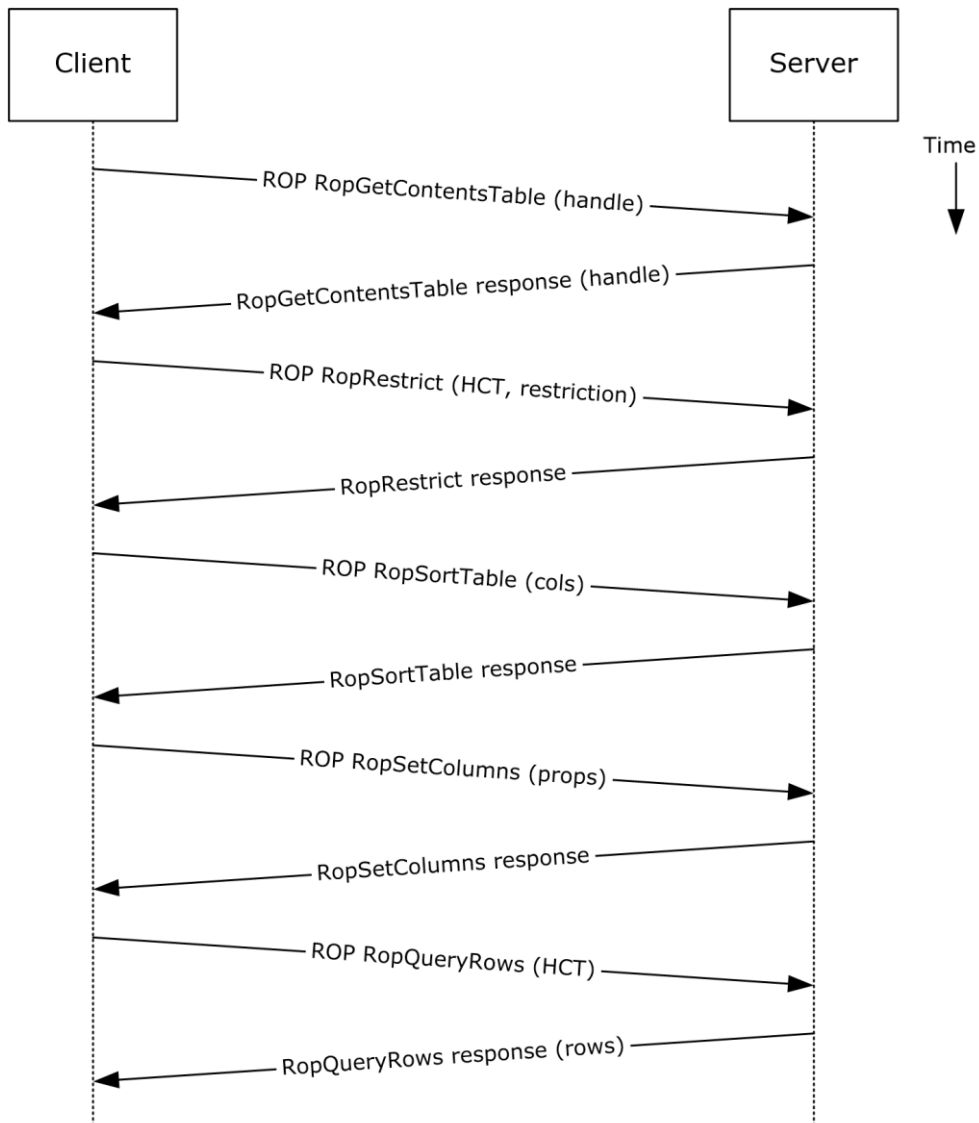 Client
Server
Time
ROP RopGetContentsTable (handle)
RopGetContentsTable response (handle)
ROP RopRestrict (HCT, restriction)
RopRestrict response
ROP RopSortTable (cols)
RopSortTable response
ROP RopSetColumns (props)
RopSetColumns response
ROP RopQueryRows (HCT)
RopQueryRows response (rows)